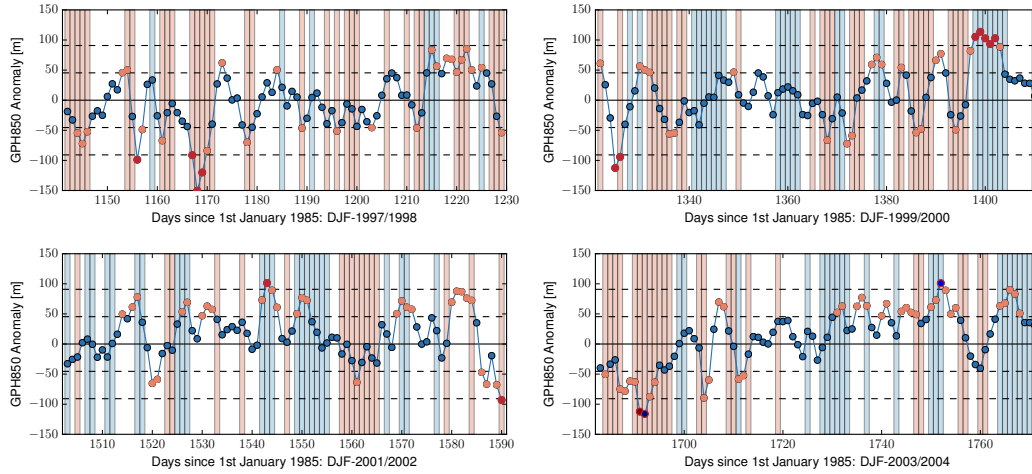 150
100
50
0
−50
−100
−150
GPH850 Anomaly [m]
1150 1160 1170 1180 1190 1200 1210 1220 1230
Days since 1st January 1985: DJF-1997/1998
150
100
50
0
−50
−100
−150
GPH850 Anomaly [m]
1340 1360 1380 1400
Days since 1st January 1985: DJF-1999/2000
150
100
50
0
−50
−100
−150
GPH850 Anomaly [m]
1510 1520 1530 1540 1550 1560 1570 1580 1590
Days since 1st January 1985: DJF-2001/2002
150
100
50
0
−50
−100
−150
GPH850 Anomaly [m]
1700 1720 1740 1760
Days since 1st January 1985: DJF-2003/2004